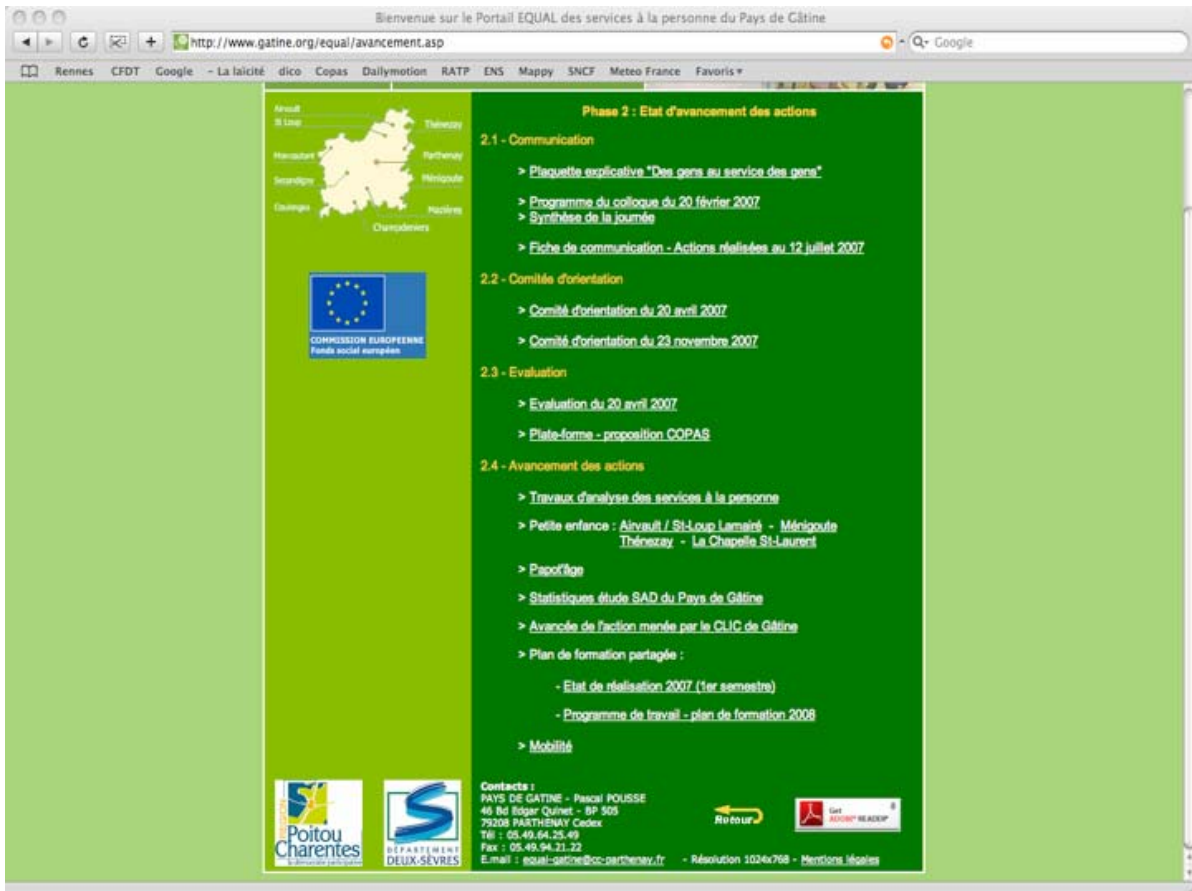 Bienvenue sur le Portail EQUAL des services à la personne du Pays de Gâtine
http://www.gatine.org/equal/avancement.asp
Google
Rennes CFDT Google - La laïcité dico Copas Dailymotion RATP ENS Mappy SNCF Meteo France Favoris
Airvault
St Loup
Thénezay
Moncoutant
Parthenay
Secondigny
Ménigoute
Coulonges
Mazières
Champdeniers
COMMISSION EUROPEENNE
Fonds social européen
Phase 2 : Etat d'avancement des actions
2.1 - Communication
> Plaquette explicative "Des gens au service des gens"
> Programme du colloque du 20 février 2007
> Synthèse de la journée
> Fiche de communication - Actions réalisées au 12 juillet 2007
2.2 - Comitée d'orientation
> Comité d'orientation du 20 avril 2007
> Comité d'orientation du 23 novembre 2007
2.3 - Evaluation
> Evaluation du 20 avril 2007
> Plate-forme - proposition COPAS
2.4 - Avancement des actions
> Travaux d'analyse des services à la personne
> Petite enfance : Airvault / St-Loup Lamairé - Ménigoute
Thénezay - La Chapelle St-Laurent
> Papot'âge
> Statistiques étude SAD du Pays de Gâtine
> Avancée de l'action menée par le CLIC de Gâtine
> Plan de formation partagée :
- Etat de réalisation 2007 (1er semestre)
- Programme de travail - plan de formation 2008
> Mobilité
REGION
Poitou
Charentes
la démocratie participative
DEPARTEMENT
DEUX-SÈVRES
Contacts :
PAYS DE GATINE - Pascal POUSSE
46 Bd Edgar Quinet - BP 505
79208 PARTHENAY Cedex
Tél : 05.49.64.25.49
Fax : 05.49.94.21.22
E.mail : equal-gatine@cc-parthenay.fr - Résolution 1024x768 - Mentions légales
Retour
Get
ADOBE® READER®